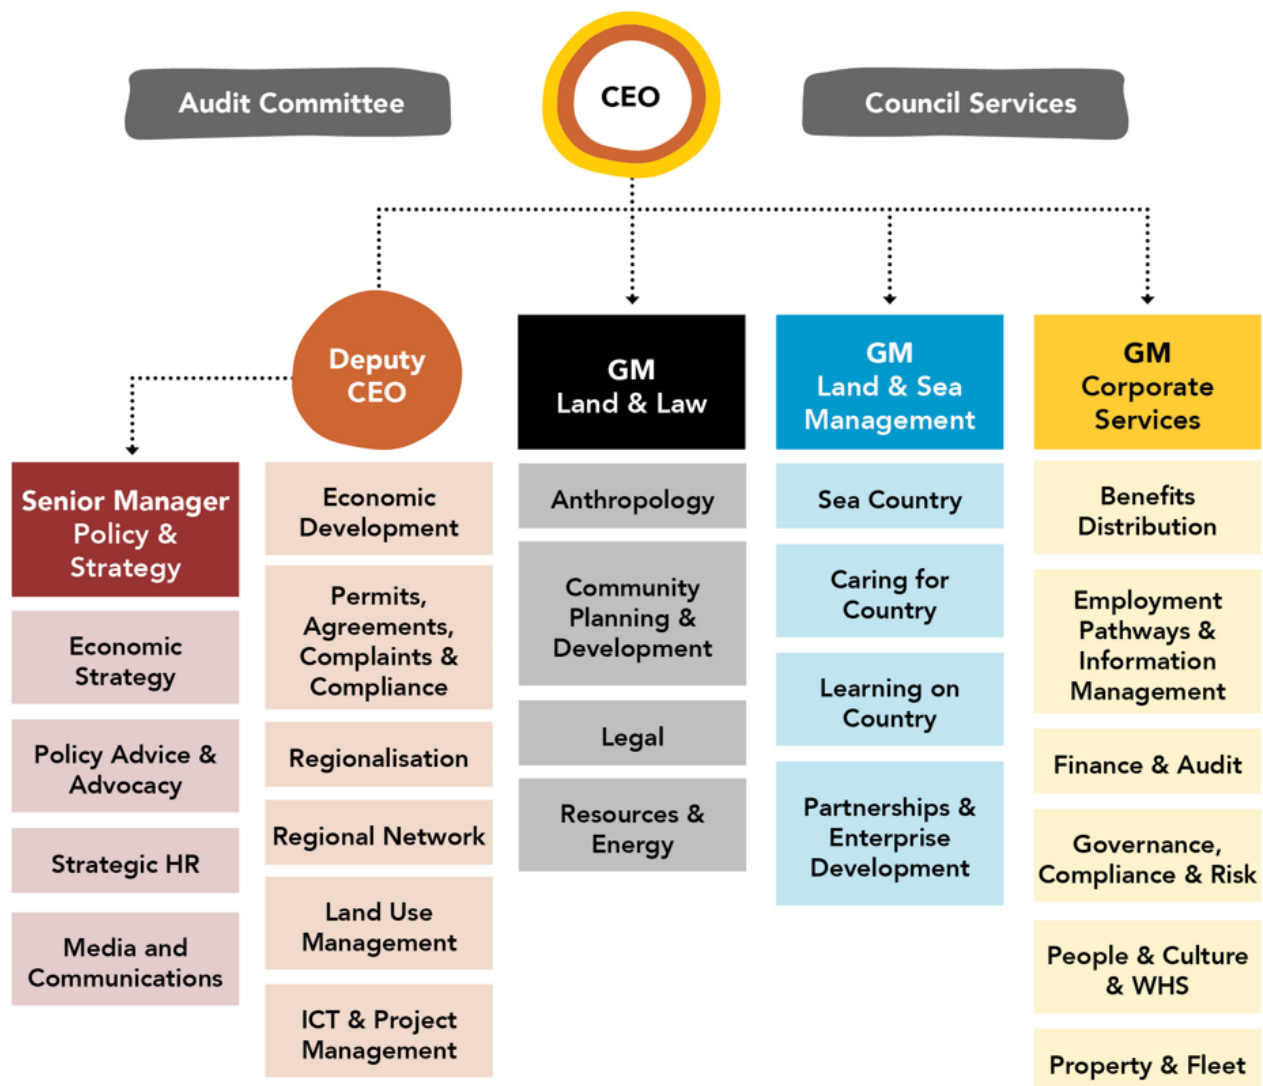 Audit Committee
CEO
Council Services
Deputy
CEO
GM
Land & Law
GM
Land & Sea
Management
GM
Corporate
Services
Senior Manager
Policy &
Strategy
Economic
Strategy
Policy Advice &
Advocacy
Strategic HR
Media and
Communications
Economic
Development
Permits,
Agreements,
Complaints &
Compliance
Regionalisation
Regional Network
Land Use
Management
ICT & Project
Management
Anthropology
Community
Planning &
Development
Legal
Resources &
Energy
Sea Country
Caring for
Country
Learning on
Country
Partnerships &
Enterprise
Development
Benefits
Distribution
Employment
Pathways &
Information
Management
Finance & Audit
Governance,
Compliance & Risk
People & Culture
& WHS
Property & Fleet